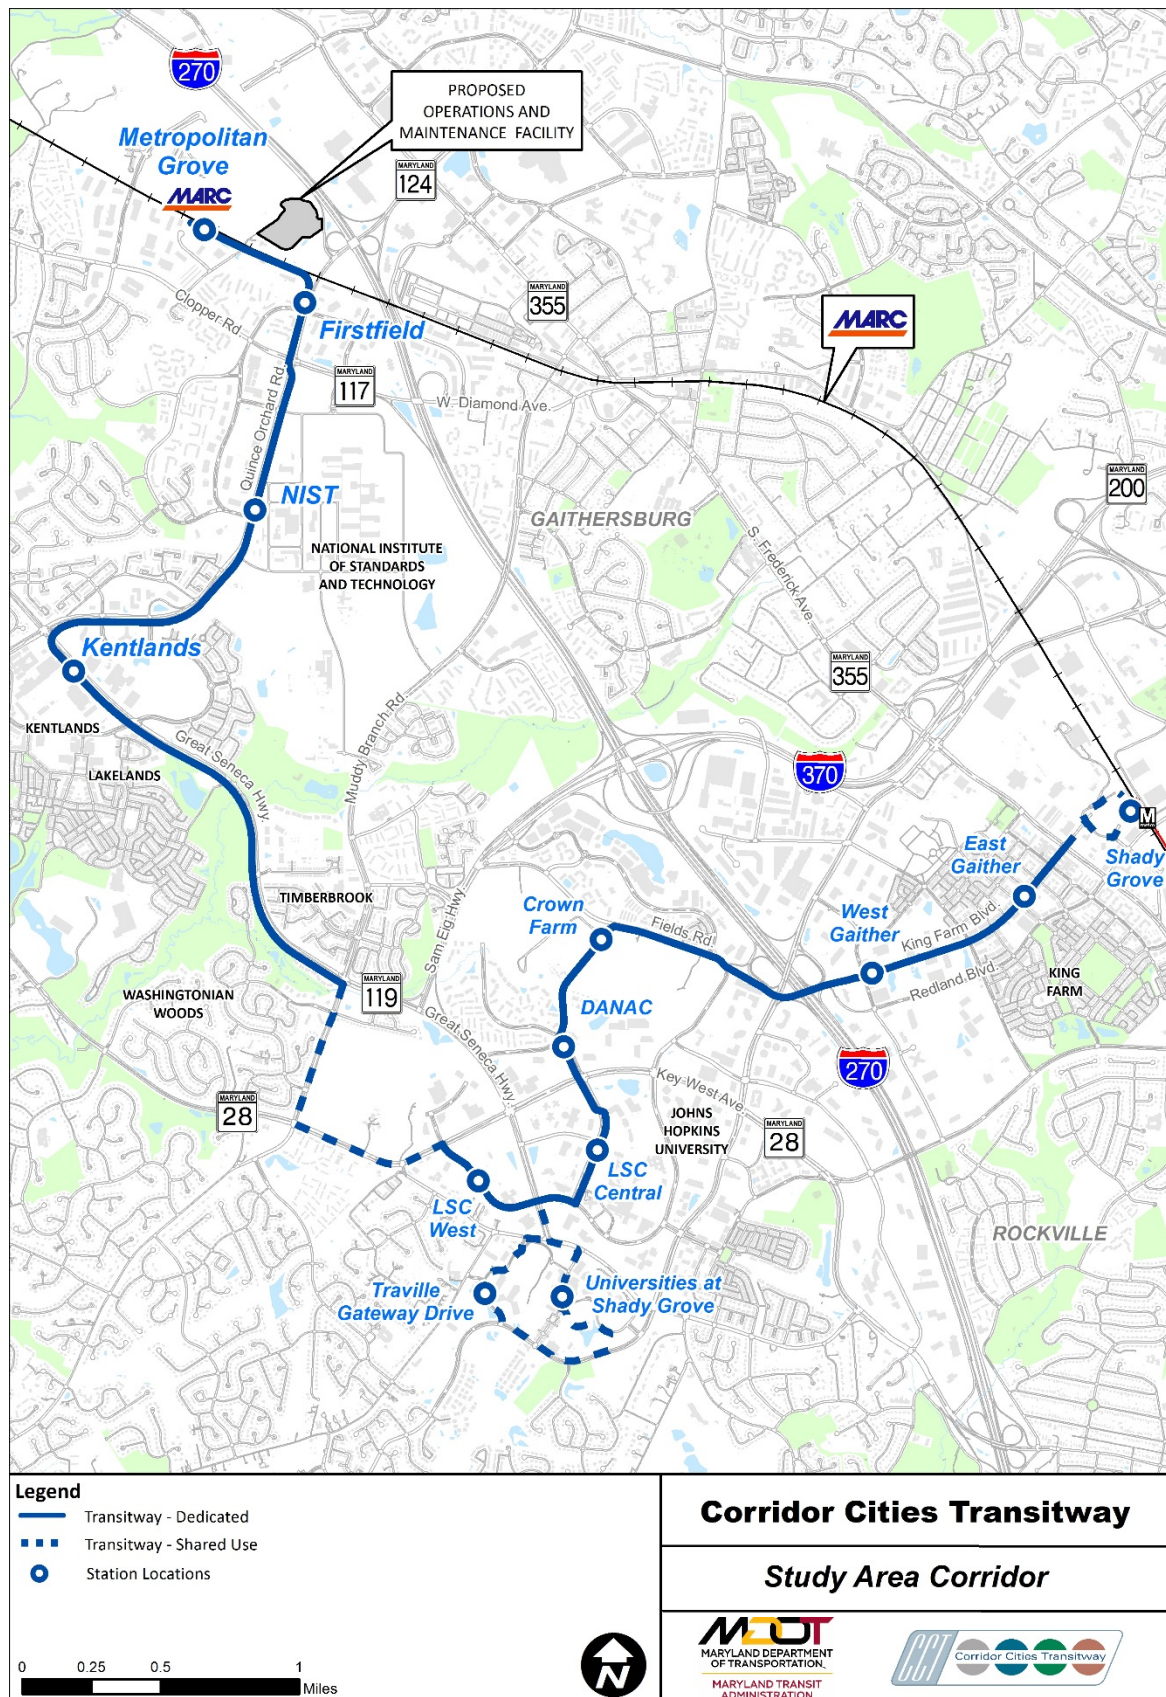 270
PROPOSED
OPERATIONS AND
MAINTENANCE FACILITY
Metropolitan
Grove
MARC
MARYLAND
124
Firstfield
Clopper Rd.
MARYLAND
355
MARC
MARYLAND
117
W. Diamond Ave.
Quince Orchard Rd.
NIST
MARYLAND
200
GAITHERSBURG
S. Frederick Ave.
NATIONAL INSTITUTE
OF STANDARDS
AND TECHNOLOGY
Kentlands
MARYLAND
355
KENTLANDS
Great Seneca Hwy.
Muddy Branch Rd.
LAKELANDS
370
M
metro
East
Gaither
Shady
Grove
TIMBERBROOK
Crown
Farm
Sam Eig Hwy.
Fields Rd.
West
Gaither
King Farm Blvd.
Redland Blvd.
KING
FARM
WASHINGTONIAN
WOODS
MARYLAND
119
DANAC
Great Seneca Hwy.
270
MARYLAND
28
Key West Ave.
JOHNS
HOPKINS
UNIVERSITY
MARYLAND
28
LSC
Central
LSC
West
ROCKVILLE
Traville
Gateway Drive
Universities at
Shady Grove
Legend
Transitway - Dedicated
Transitway - Shared Use
Station Locations
0 0.25 0.5 1
Miles
N
Corridor Cities Transitway
Study Area Corridor
MDOT
MARYLAND DEPARTMENT
OF TRANSPORTATION
MARYLAND TRANSIT
ADMINISTRATION
CCT
Corridor Cities Transitway